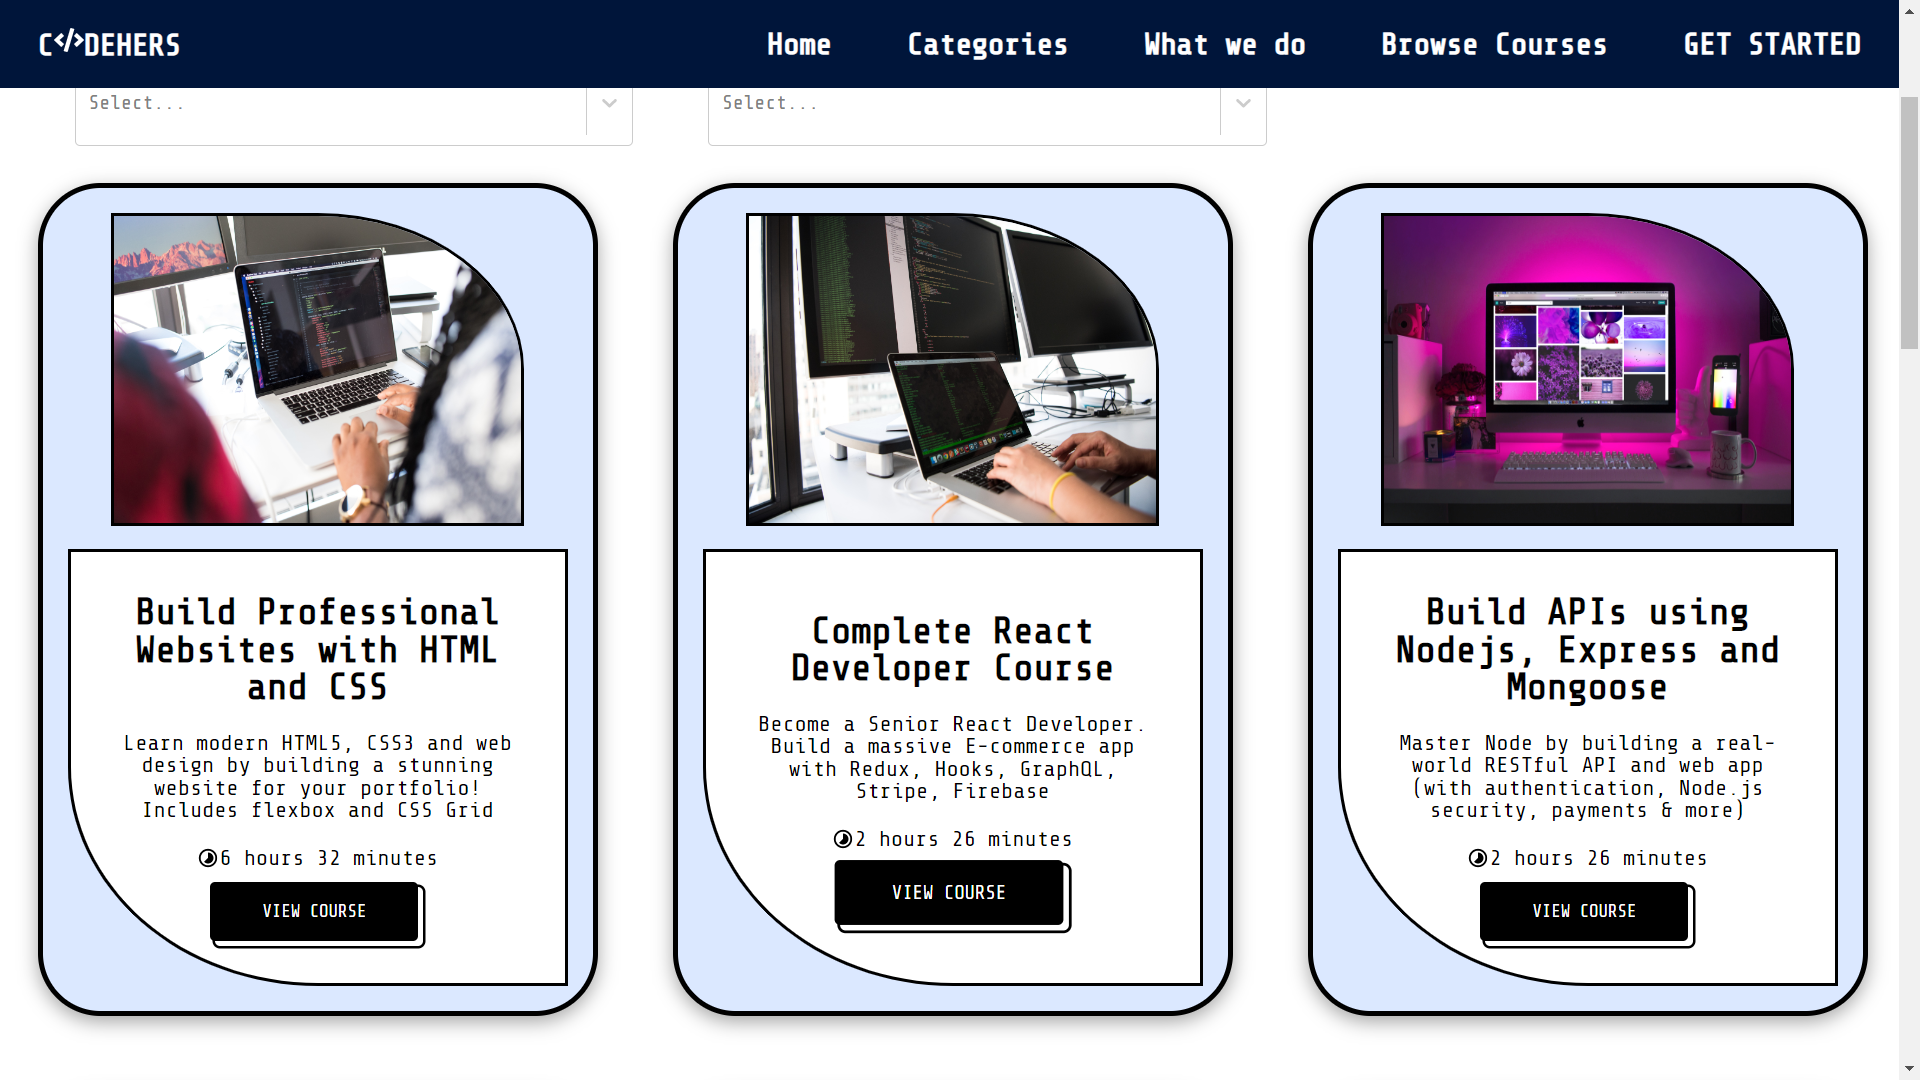 C</>DEHERS
Home
Categories
What we do
Browse Courses
GET STARTED
Select...
Select...
Build Professional
Websites with HTML
and CSS
Learn modern HTML5, CSS3 and web
design by building a stunning
website for your portfolio!
Includes flexbox and CSS Grid
6 hours 32 minutes
VIEW COURSE
Complete React
Developer Course
Become a Senior React Developer.
Build a massive E-commerce app
with Redux, Hooks, GraphQL,
Stripe, Firebase
2 hours 26 minutes
VIEW COURSE
Build APIs using
Nodejs, Express and
Mongoose
Master Node by building a real-
world RESTful API and web app
(with authentication, Node.js
security, payments & more)
2 hours 26 minutes
VIEW COURSE